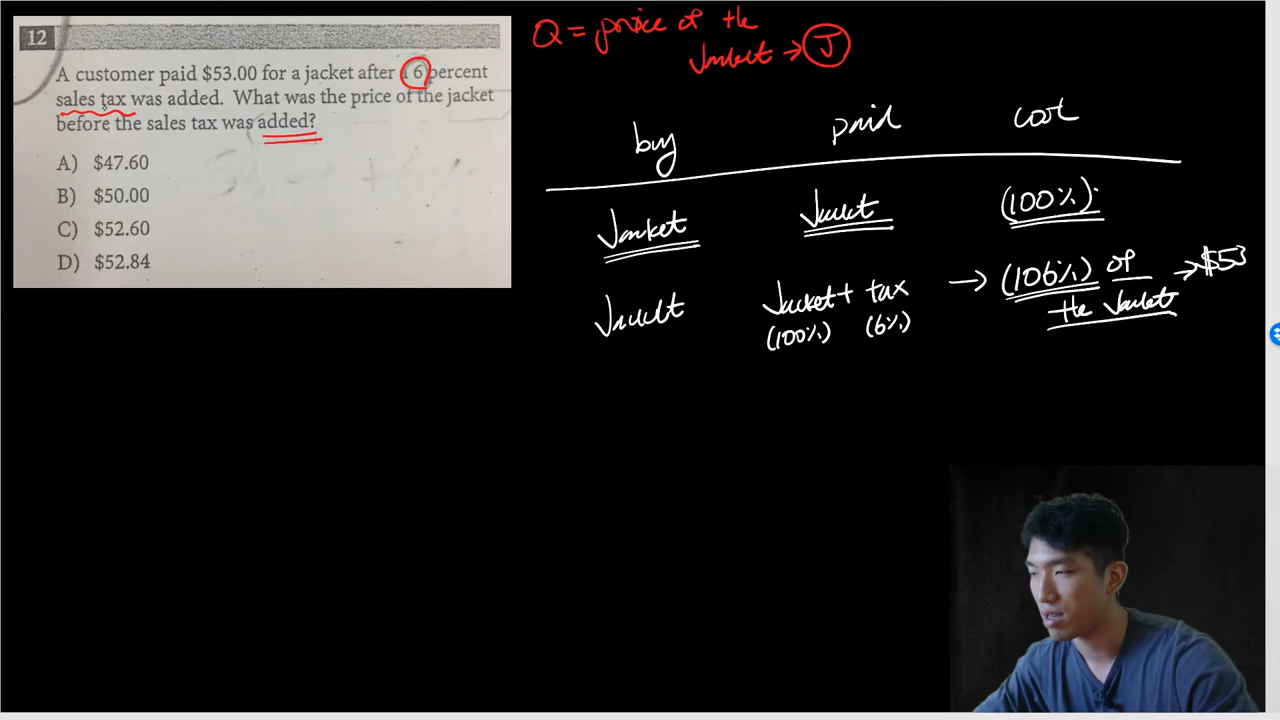 12
A customer paid $53.00 for a jacket after a 6 percent
sales tax was added. What was the price of the jacket
before the sales tax was added?
A) $47.60
B) $50.00
C) $52.60
D) $52.84
Q = price of the
Jacket → J
buy paid cost
Jacket Jacket (100%)
Jacket Jacket + tax → (106%) of → $53
(100%) (6%) the Jacket